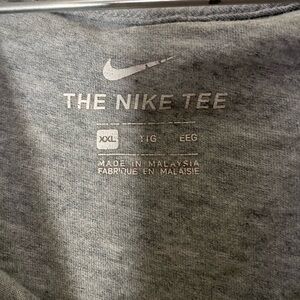 THE NIKE TEE
XXL TTG EEG
MADE IN MALAYSIA
FABRIQUÉ EN MALAISIE